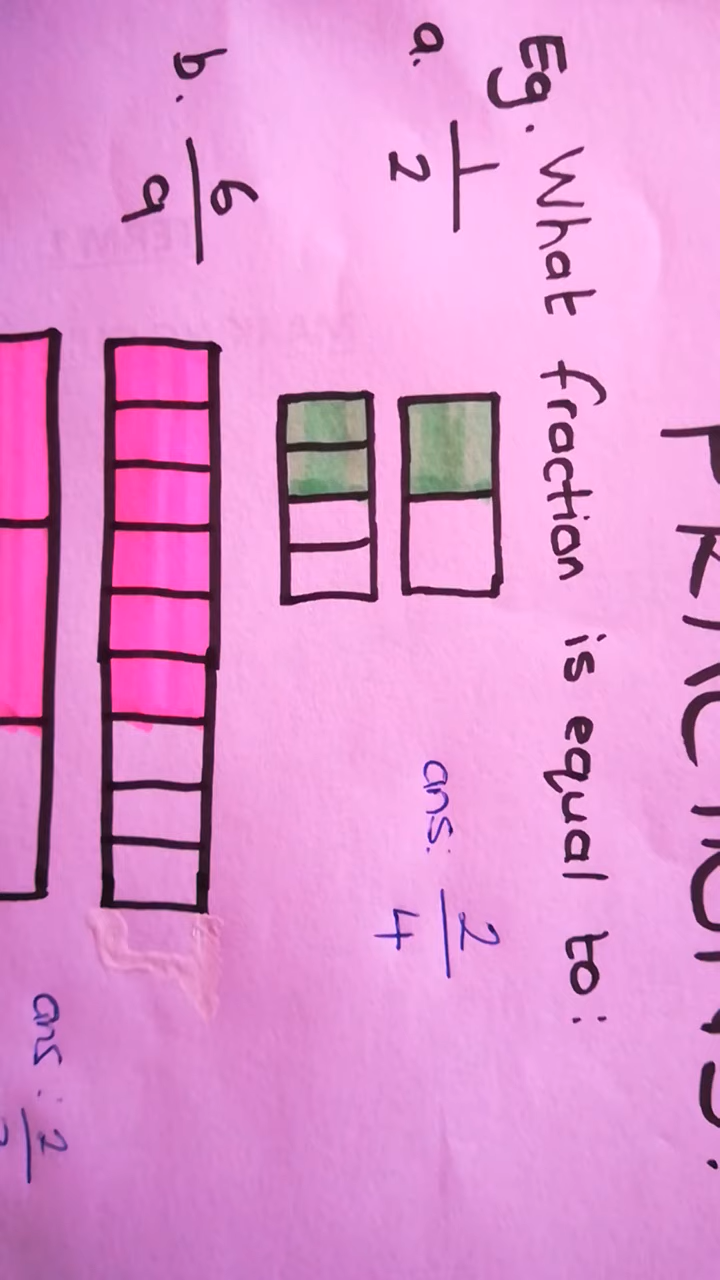 FRACTIONS.
Eg. What fraction is equal to:
a. 1/2
ans: 2/4
b. 6/9
ans: 2